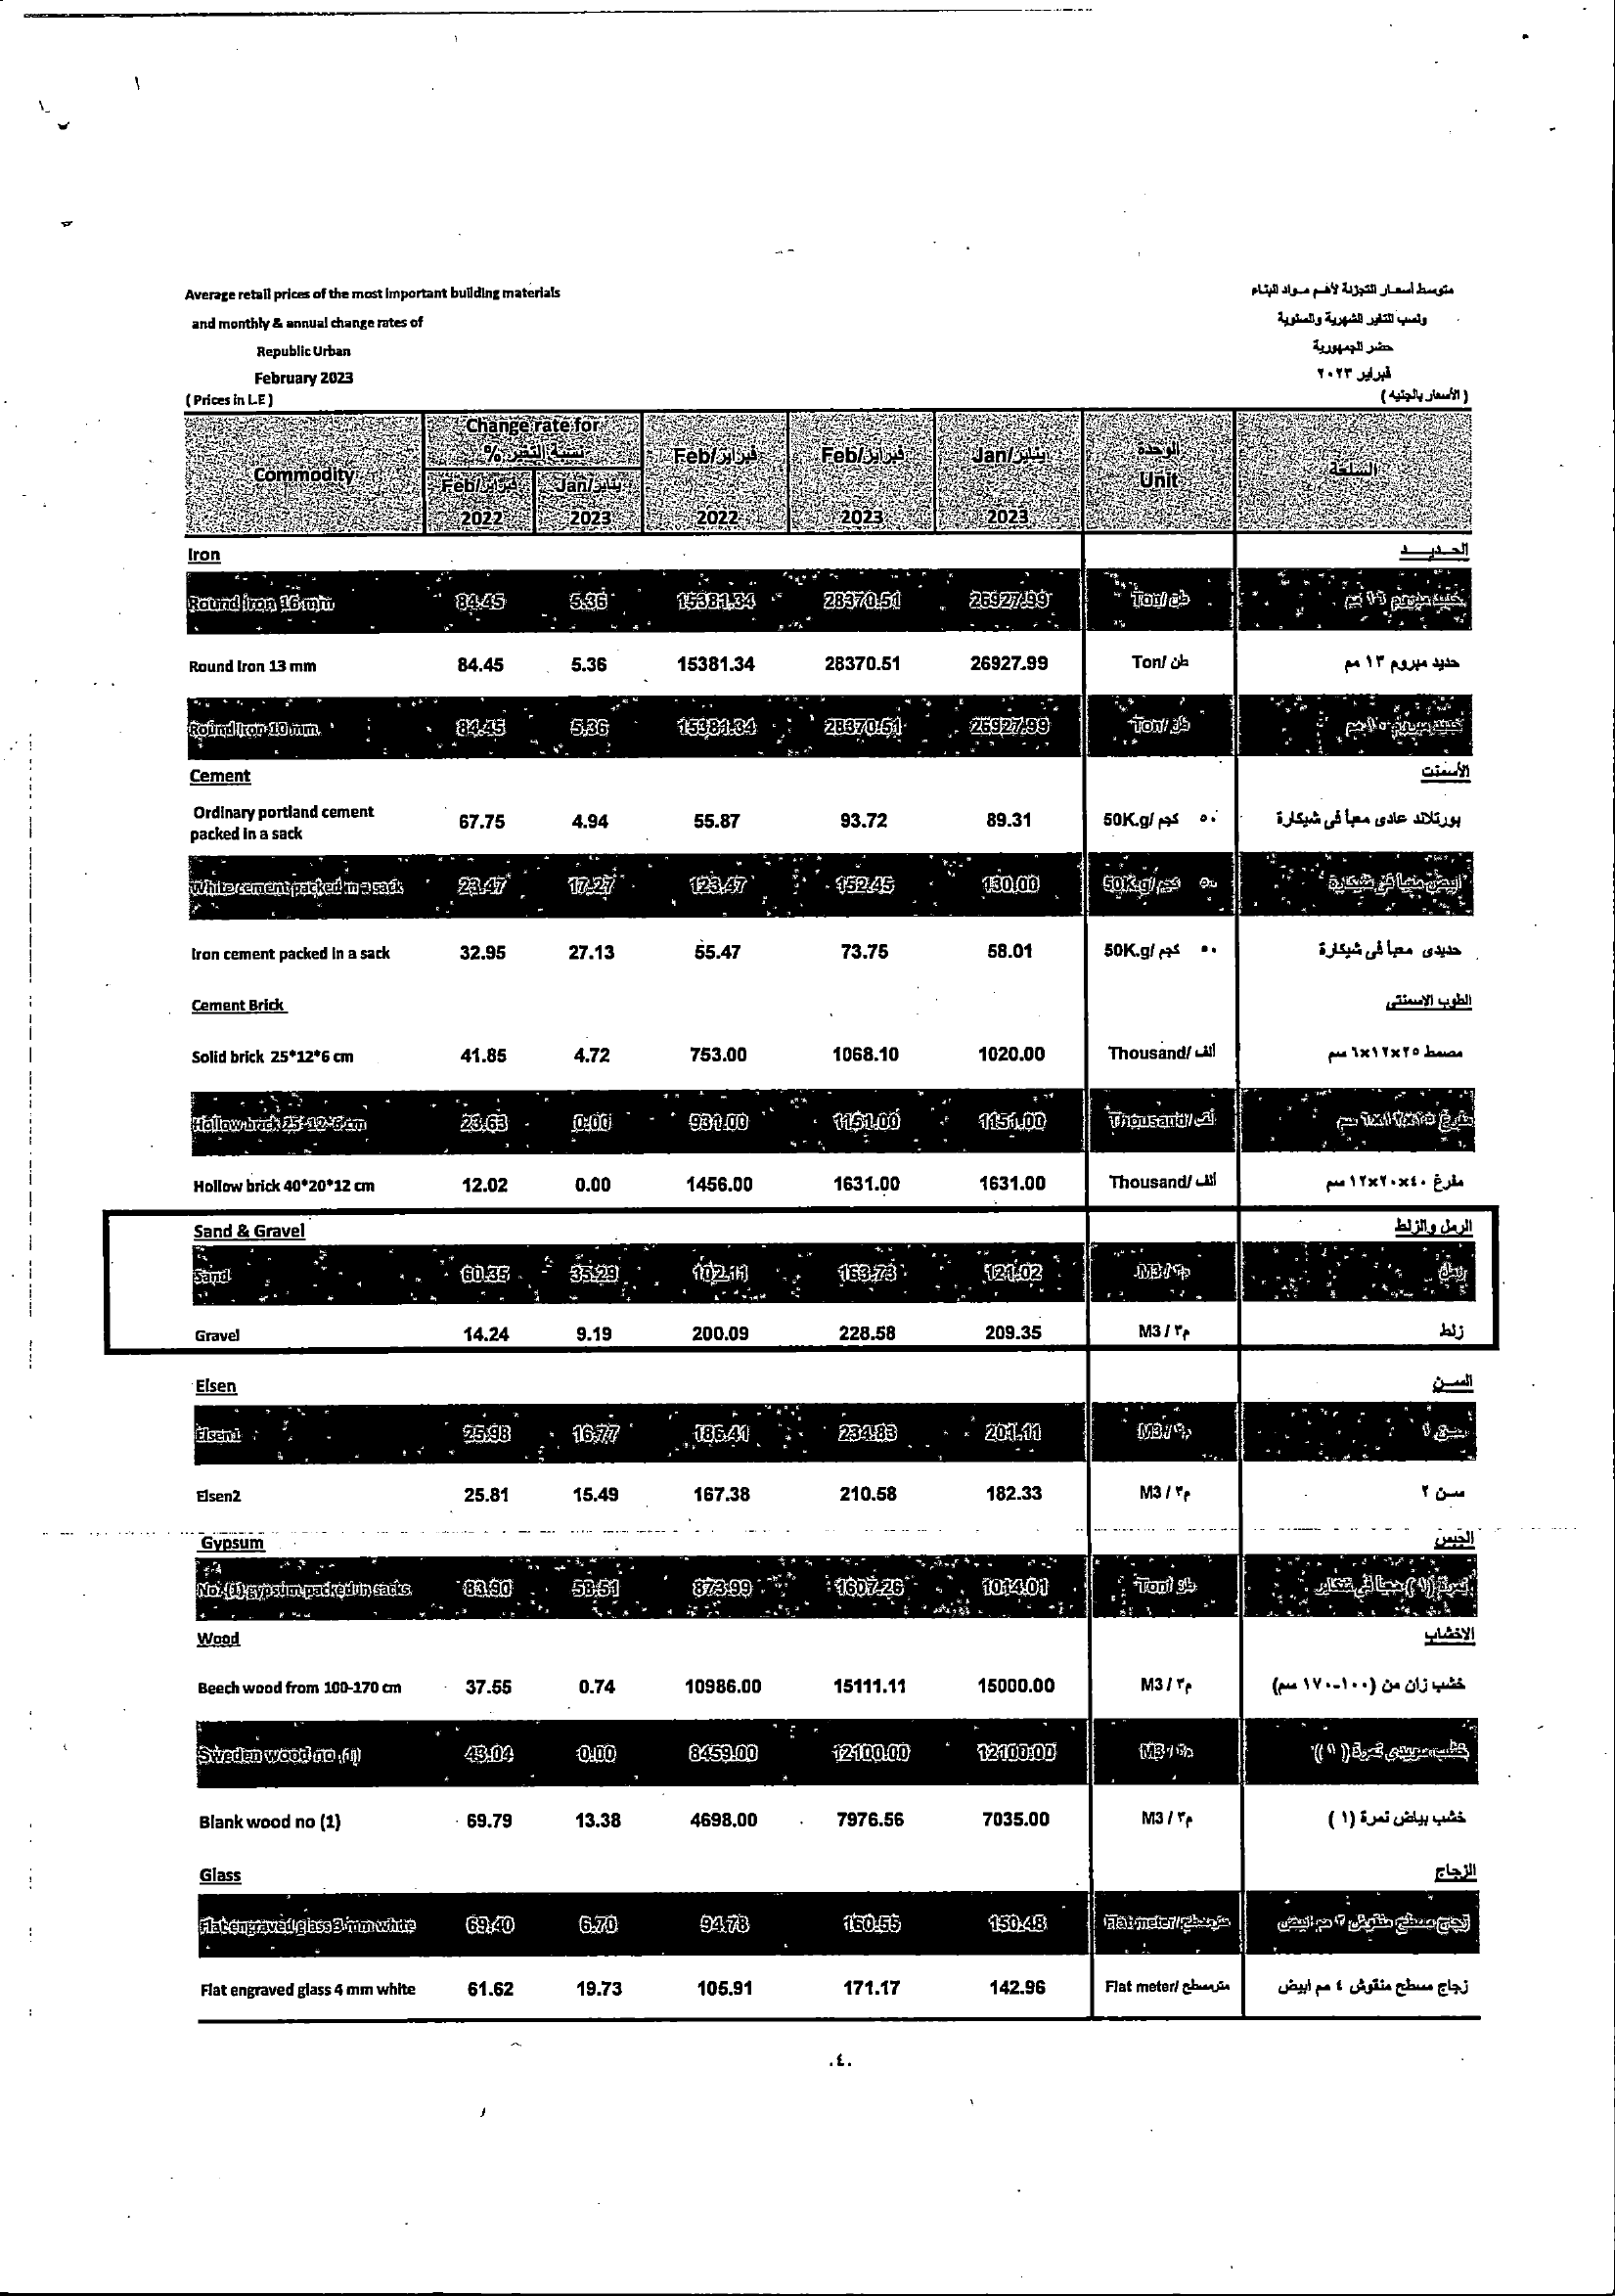 Average retail prices of the most important building materials
and monthly & annual change rates of
Republic Urban
February 2023
( Prices in L.E )
متوسط أسعار التجزئة لأهم مواد البناء
ونسب التغير الشهرية والسنوية
حضر الجمهورية
فبراير ٢٠٢٣
( الأسعار بالجنيه )
Commodity Change rate for نسبة التغير % Feb/فبراير 2022 Jan/يناير 2023 Feb/فبراير 2022 Feb/فبراير 2023 Jan/يناير 2023 الوحدة Unit السلعة
Iron الحديد
Round iron 16 mm 84.45 5.36 15381.34 28370.51 26927.99 Ton/ طن حديد مبروم ١٦ مم
Round iron 13 mm 84.45 5.36 15381.34 28370.51 26927.99 Ton/ طن حديد مبروم ١٣ مم
Round iron 10 mm 84.45 5.36 15381.34 28370.51 26927.99 Ton/ طن حديد مبروم ١٠ مم
Cement الأسمنت
Ordinary portland cement
packed in a sack 67.75 4.94 55.87 93.72 89.31 50K.g/ كجم ٥٠ بورتلاند عادى معبأ فى شيكارة
White cement packed in a sack 23.47 17.27 123.47 152.45 130.00 50K.g/ كجم ٥٠ ابيض معبأ فى شيكارة
Iron cement packed in a sack 32.95 27.13 55.47 73.75 58.01 50K.g/ كجم ٥٠ حديدى معبأ فى شيكارة
Cement Brick الطوب الاسمنتى
Solid brick 25*12*6 cm 41.85 4.72 753.00 1068.10 1020.00 Thousand/ ألف مصمط ٢٥×١٢×٦ سم
Hollow brick 25*12*6 cm 23.63 0.00 931.00 1151.00 1151.00 Thousand/ ألف مفرغ ٢٥×١٢×٦ سم
Hollow brick 40*20*12 cm 12.02 0.00 1456.00 1631.00 1631.00 Thousand/ ألف مفرغ ٤٠×٢٠×١٢ سم
Sand & Gravel الرمل والزلط
Sand 60.35 35.29 102.11 163.73 121.02 M3 / م٣ رمل
Gravel 14.24 9.19 200.09 228.58 209.35 M3 / م٣ زلط
Elsen السن
Elsen1 25.98 16.77 186.41 234.83 201.11 M3 / م٣ سن ١
Elsen2 25.81 15.49 167.38 210.58 182.33 M3 / م٣ سن ٢
Gypsum الجبس
No. (1) gypsum packed in sacks 83.90 58.51 873.99 1607.26 1014.01 Ton/ طن نمرة (١) معبأ فى شكاير
Wood الاخشاب
Beech wood from 100-170 cm 37.55 0.74 10986.00 15111.11 15000.00 M3 / م٣ خشب زان من (١٠٠-١٧٠ سم)
Sweden wood no (1) 43.04 0.00 8459.00 12100.00 12100.00 M3 / م٣ خشب سويدى نمرة (١)
Blank wood no (1) 69.79 13.38 4698.00 7976.56 7035.00 M3 / م٣ خشب بياض نمرة (١)
Glass الزجاج
Flat engraved glass 3 mm white 69.40 6.70 94.78 160.55 150.48 Flat meter/ مترمسطح زجاج مسطح منقوش ٣ مم ابيض
Flat engraved glass 4 mm white 61.62 19.73 105.91 171.17 142.96 Flat meter/ مترمسطح زجاج مسطح منقوش ٤ مم ابيض
.٤.